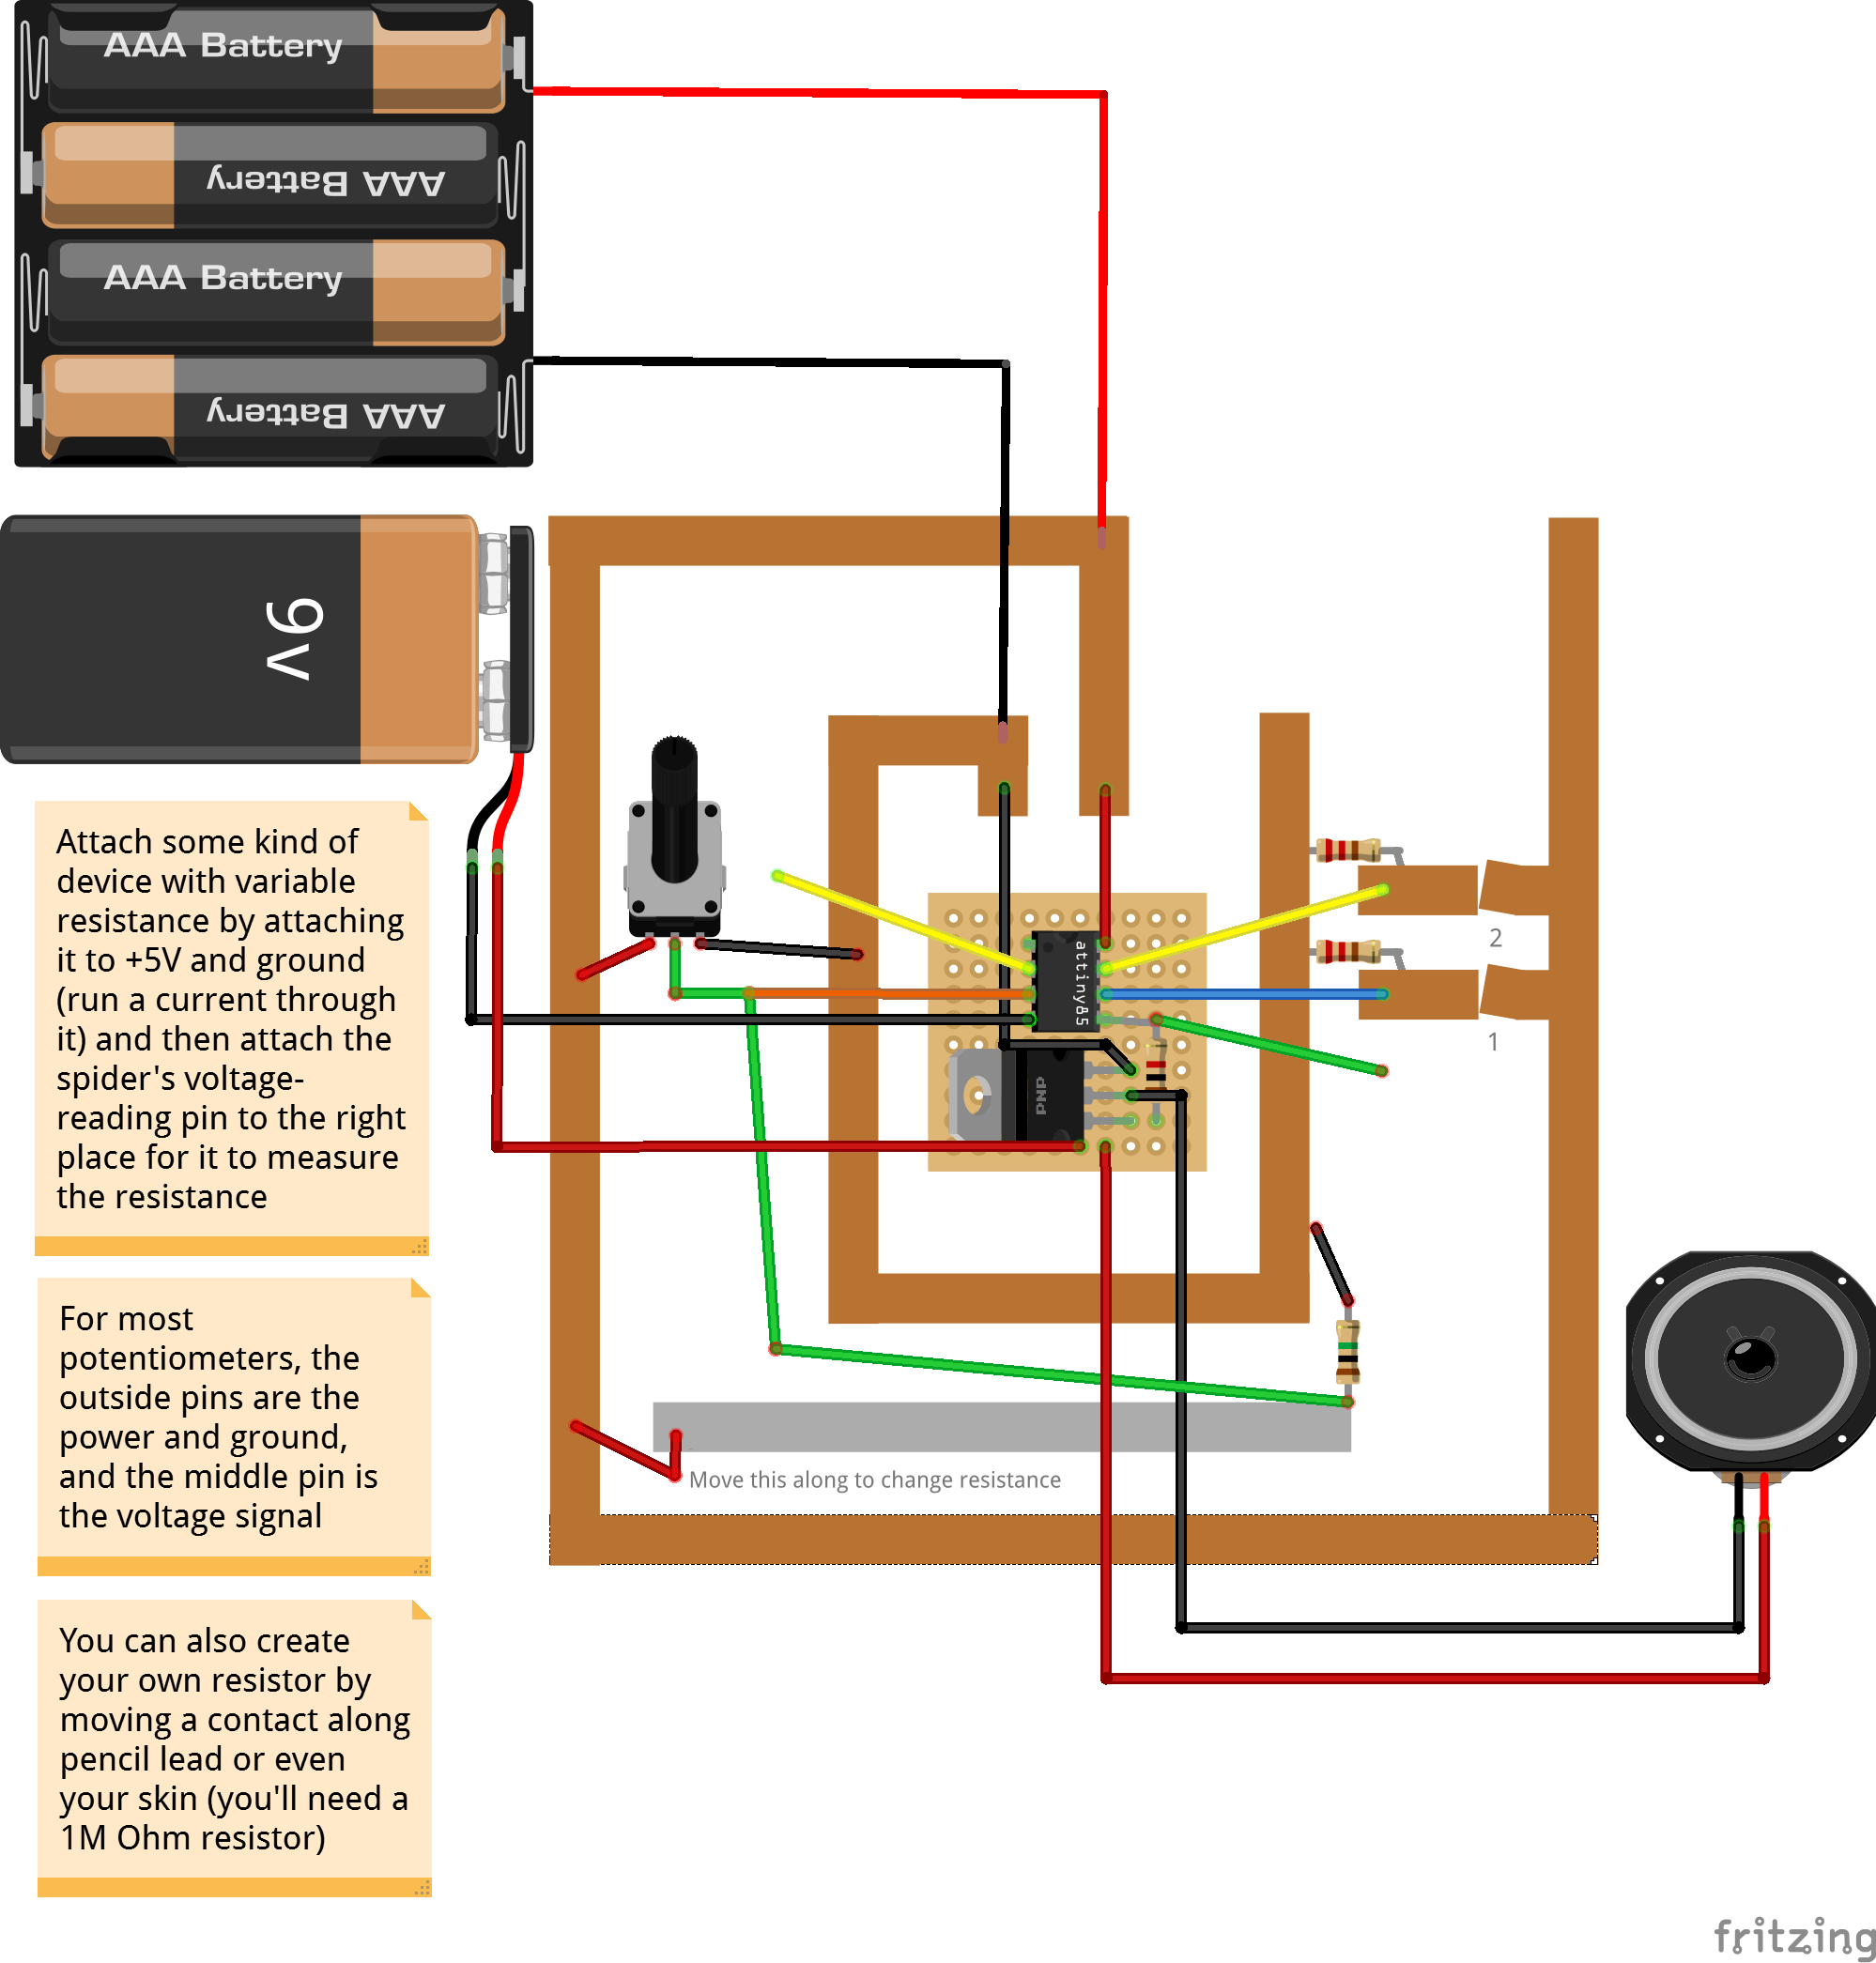 AAA Battery
AAA Battery
AAA Battery
AAA Battery
9v
Attach some kind of
device with variable
resistance by attaching
it to +5V and ground
(run a current through
it) and then attach the
spider's voltage-
reading pin to the right
place for it to measure
the resistance
attiny85
2
1
PNP
For most
potentiometers, the
outside pins are the
power and ground,
and the middle pin is
the voltage signal
Move this along to change resistance
You can also create
your own resistor by
moving a contact along
pencil lead or even
your skin (you'll need a
1M Ohm resistor)
fritzing